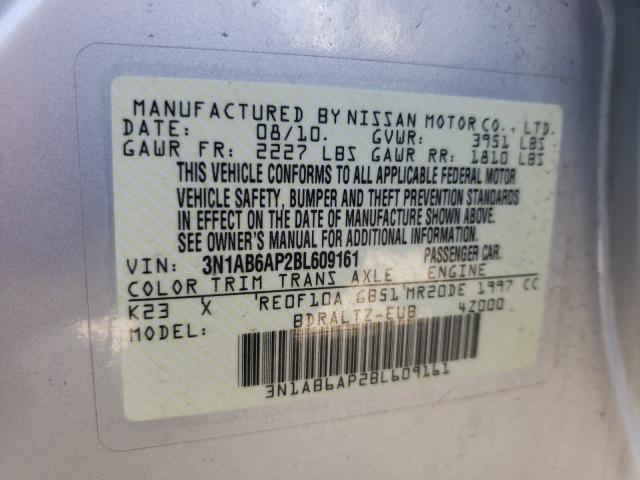 MANUFACTURED BY NISSAN MOTOR CO., LTD.
DATE: 08/10. GVWR: 3951 LBS
GAWR FR: 2227 LBS GAWR RR: 1810 LBS
THIS VEHICLE CONFORMS TO ALL APPLICABLE FEDERAL MOTOR
VEHICLE SAFETY, BUMPER AND THEFT PREVENTION STANDARDS
IN EFFECT ON THE DATE OF MANUFACTURE SHOWN ABOVE.
SEE OWNER'S MANUAL FOR ADDITIONAL INFORMATION.
VIN: 3N1AB6AP2BL609161 PASSENGER CAR.
COLOR TRIM TRANS AXLE ENGINE
K23 X 'RE0F10A GB51'MR20DE 1997 CC
MODEL: BDRALTZ-EUB 4Z000
3N1AB6AP2BL609161